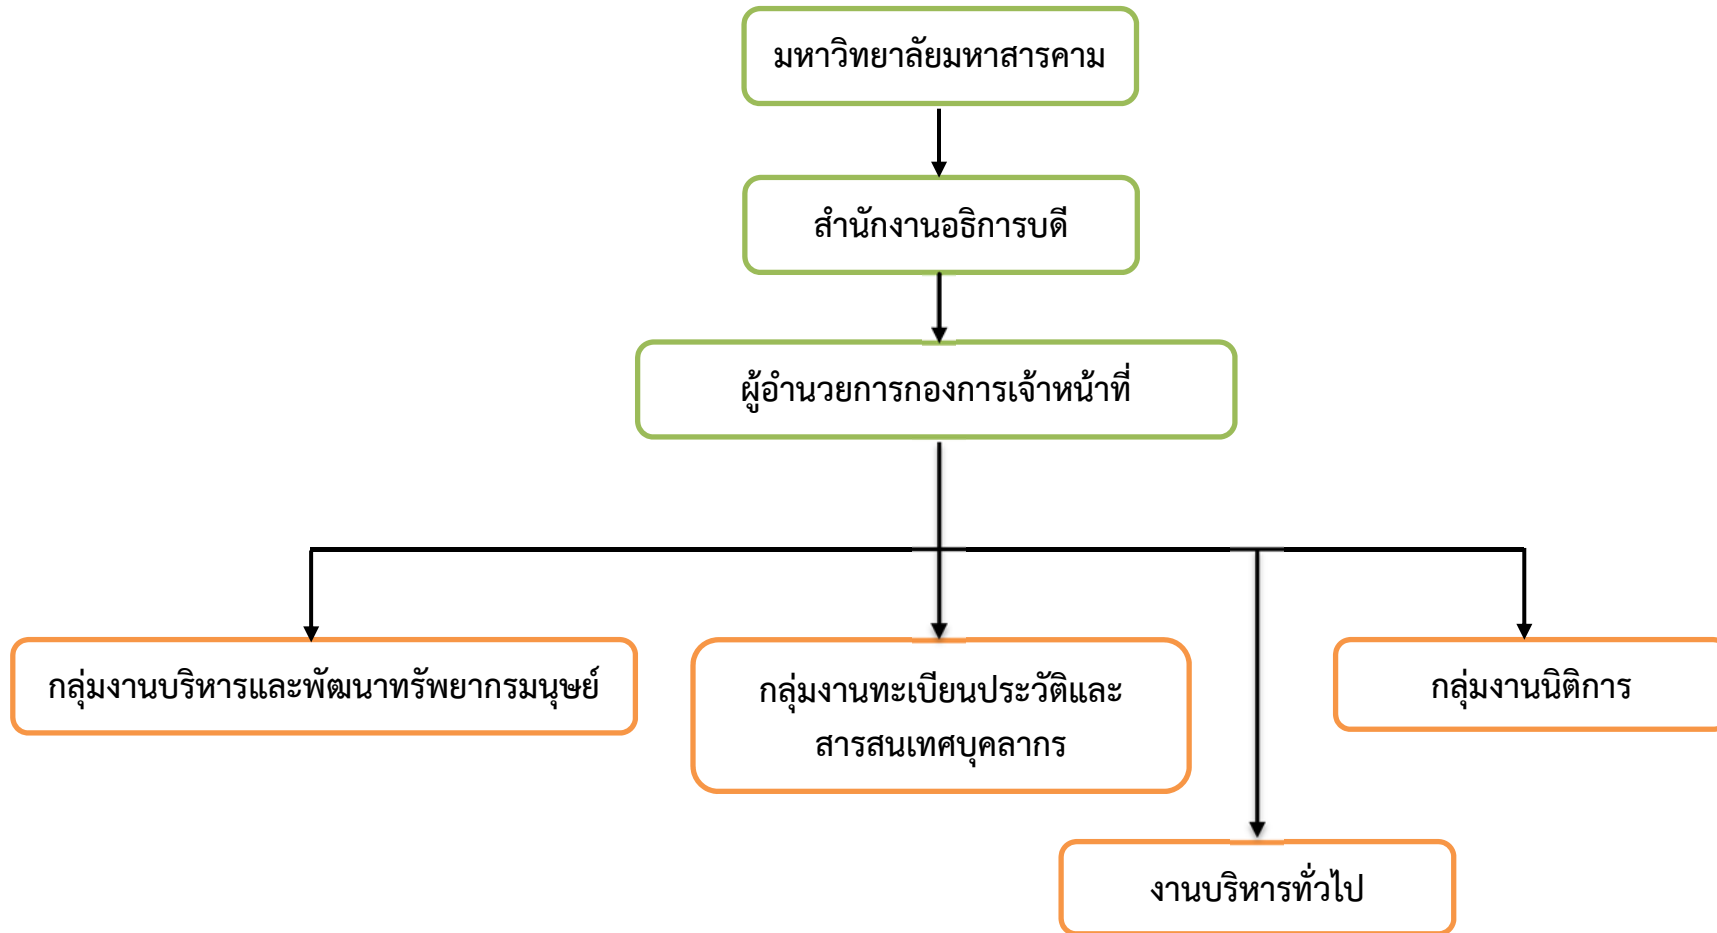 มหาวิทยาลัยมหาสารคาม
สำนักงานอธิการบดี
ผู้อำนวยการกองการเจ้าหน้าที่
กลุ่มงานบริหารและพัฒนาทรัพยากรมนุษย์
กลุ่มงานทะเบียนประวัติและ
สารสนเทศบุคลากร
กลุ่มงานนิติการ
งานบริหารทั่วไป